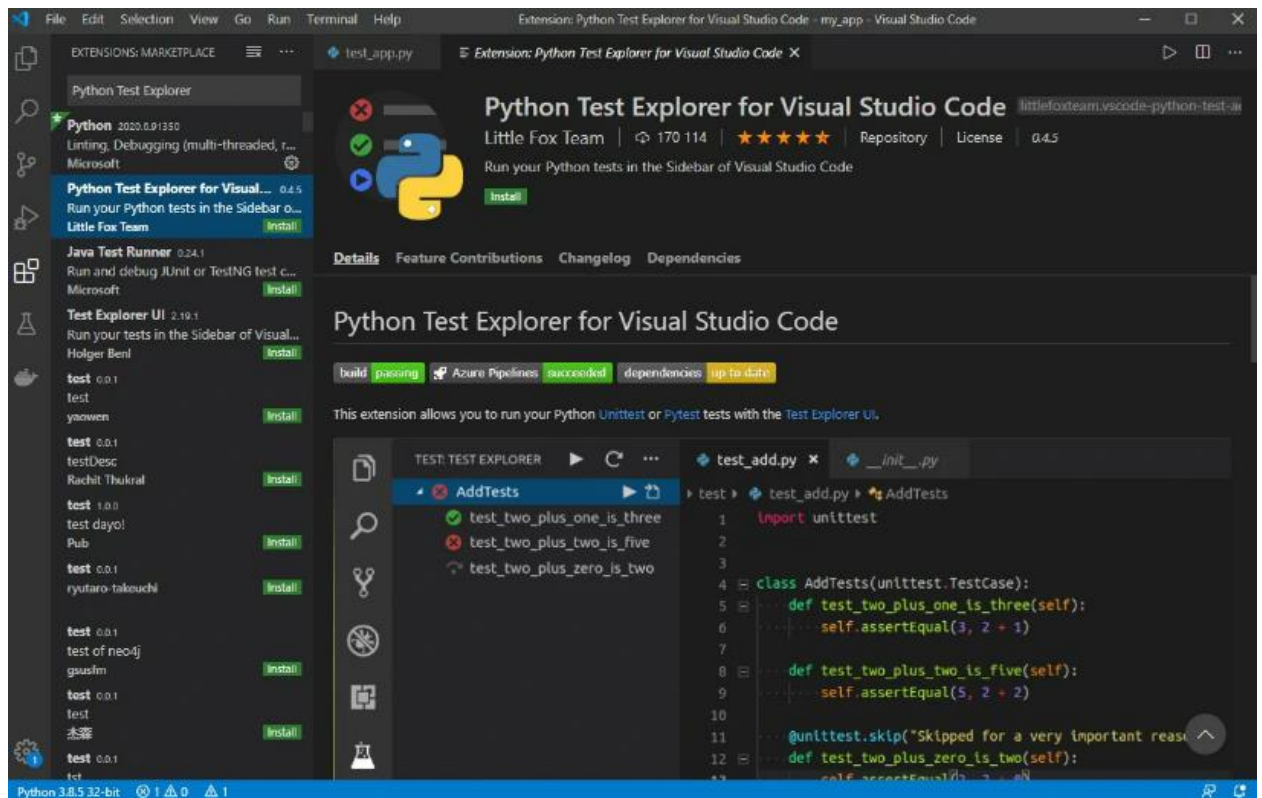 File Edit Selection View Go Run Terminal Help
Extension: Python Test Explorer for Visual Studio Code - my_app - Visual Studio Code
EXTENSIONS: MARKETPLACE
Python Test Explorer
Python 2020.8.91350
Linting, Debugging (multi-threaded, r...
Microsoft
Python Test Explorer for Visual... 0.4.5
Run your Python tests in the Sidebar o...
Little Fox Team Install
Java Test Runner 0.24.1
Run and debug JUnit or TestNG test c...
Microsoft Install
Test Explorer UI 2.19.1
Run your tests in the Sidebar of Visual...
Holger Benl Install
test 0.0.1
test
yaowen Install
test 0.0.1
testDesc
Rachit Thukral Install
test 1.0.0
test dayo!
Pub Install
test 0.0.1
ryutaro-takeuchi Install
test 0.0.1
test of neo4j
gsusfm Install
test 0.0.1
test
杰森 Install
test 0.0.1
tst
test_app.py
Extension: Python Test Explorer for Visual Studio Code
Python Test Explorer for Visual Studio Code littlefoxteam.vscode-python-test-a
Little Fox Team 170 114 Repository License 0.4.5
Run your Python tests in the Sidebar of Visual Studio Code
Install
Details Feature Contributions Changelog Dependencies
Python Test Explorer for Visual Studio Code
build passing Azure Pipelines succeeded dependencies up to date
This extension allows you to run your Python Unittest or Pytest tests with the Test Explorer UI.
TEST: TEST EXPLORER
AddTests
test_two_plus_one_is_three
test_two_plus_two_is_five
test_two_plus_zero_is_two
test_add.py __init__.py
test test_add.py AddTests
1 import unittest
2
3
4 class AddTests(unittest.TestCase):
5 def test_two_plus_one_is_three(self):
6 self.assertEqual(3, 2 + 1)
7
8 def test_two_plus_two_is_five(self):
9 self.assertEqual(5, 2 + 2)
10
11 @unittest.skip("Skipped for a very important reas
12 def test_two_plus_zero_is_two(self):
13 self.assertEqual(2, 2 + 0)
1
Python 3.8.5 32-bit 1 0 1